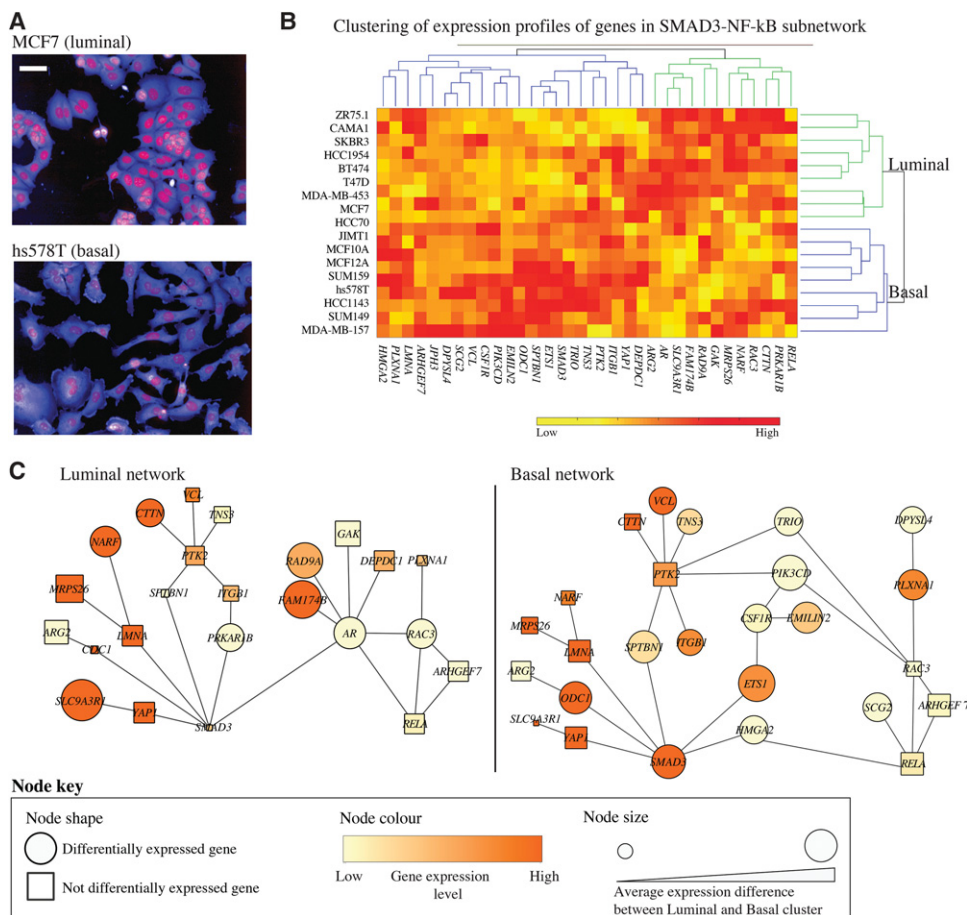 A
MCF7 (luminal)
hs578T (basal)
B
Clustering of expression profiles of genes in SMAD3-NF-kB subnetwork
ZR75.1
CAMA1
SKBR3
HCC1954
BT474
T47D
MDA-MB-453
MCF7
HCC70
JIMT1
MCF10A
MCF12A
SUM159
hs578T
HCC1143
SUM149
MDA-MB-157
Luminal
Basal
HMGA2
PLXNA1
LMNA
ARHGEF7
JPH3
DPYSL4
SCG2
VCL
CSF1R
PIK3CD
EMILIN2
ODC1
SPTBN1
ETS1
SMAD3
TRIO
TNS3
PTK2
ITGB1
YAP1
DEPDC1
ARG2
AR
SLC9A3R1
FAM174B
RAD9A
GAK
MRPS26
NARF
RAC3
CTTN
PRKAR1B
RELA
Low High
C
Luminal network
VCL
CTTN
TNS3
NARF
PTK2
MRPS26
SPTBN1
ITGB1
ARG2
LMNA
PRKAR1B
SLC9A3R1
YAP1
SMAD3
GAK
RAD9A
DEPDC1
PLXNA1
FAM174B
AR
RAC3
ARHGEF7
RELA
Basal network
VCL
CTTN
TNS3
TRIO
DPYSL4
PTK2
PIK3CD
PLXNA1
NARF
MRPS26
CSF1R
EMILIN2
LMNA
SPTBN1
ITGB1
ARG2
RAC3
ODC1
ETS1
SCG2
ARHGEF 7
SLC9A3R1
YAP1
HMGA2
SMAD3
RELA
Node key
Node shape
Differentially expressed gene
Not differentially expressed gene
Node colour
Low Gene expression High
level
Node size
Average expression difference
between Luminal and Basal cluster